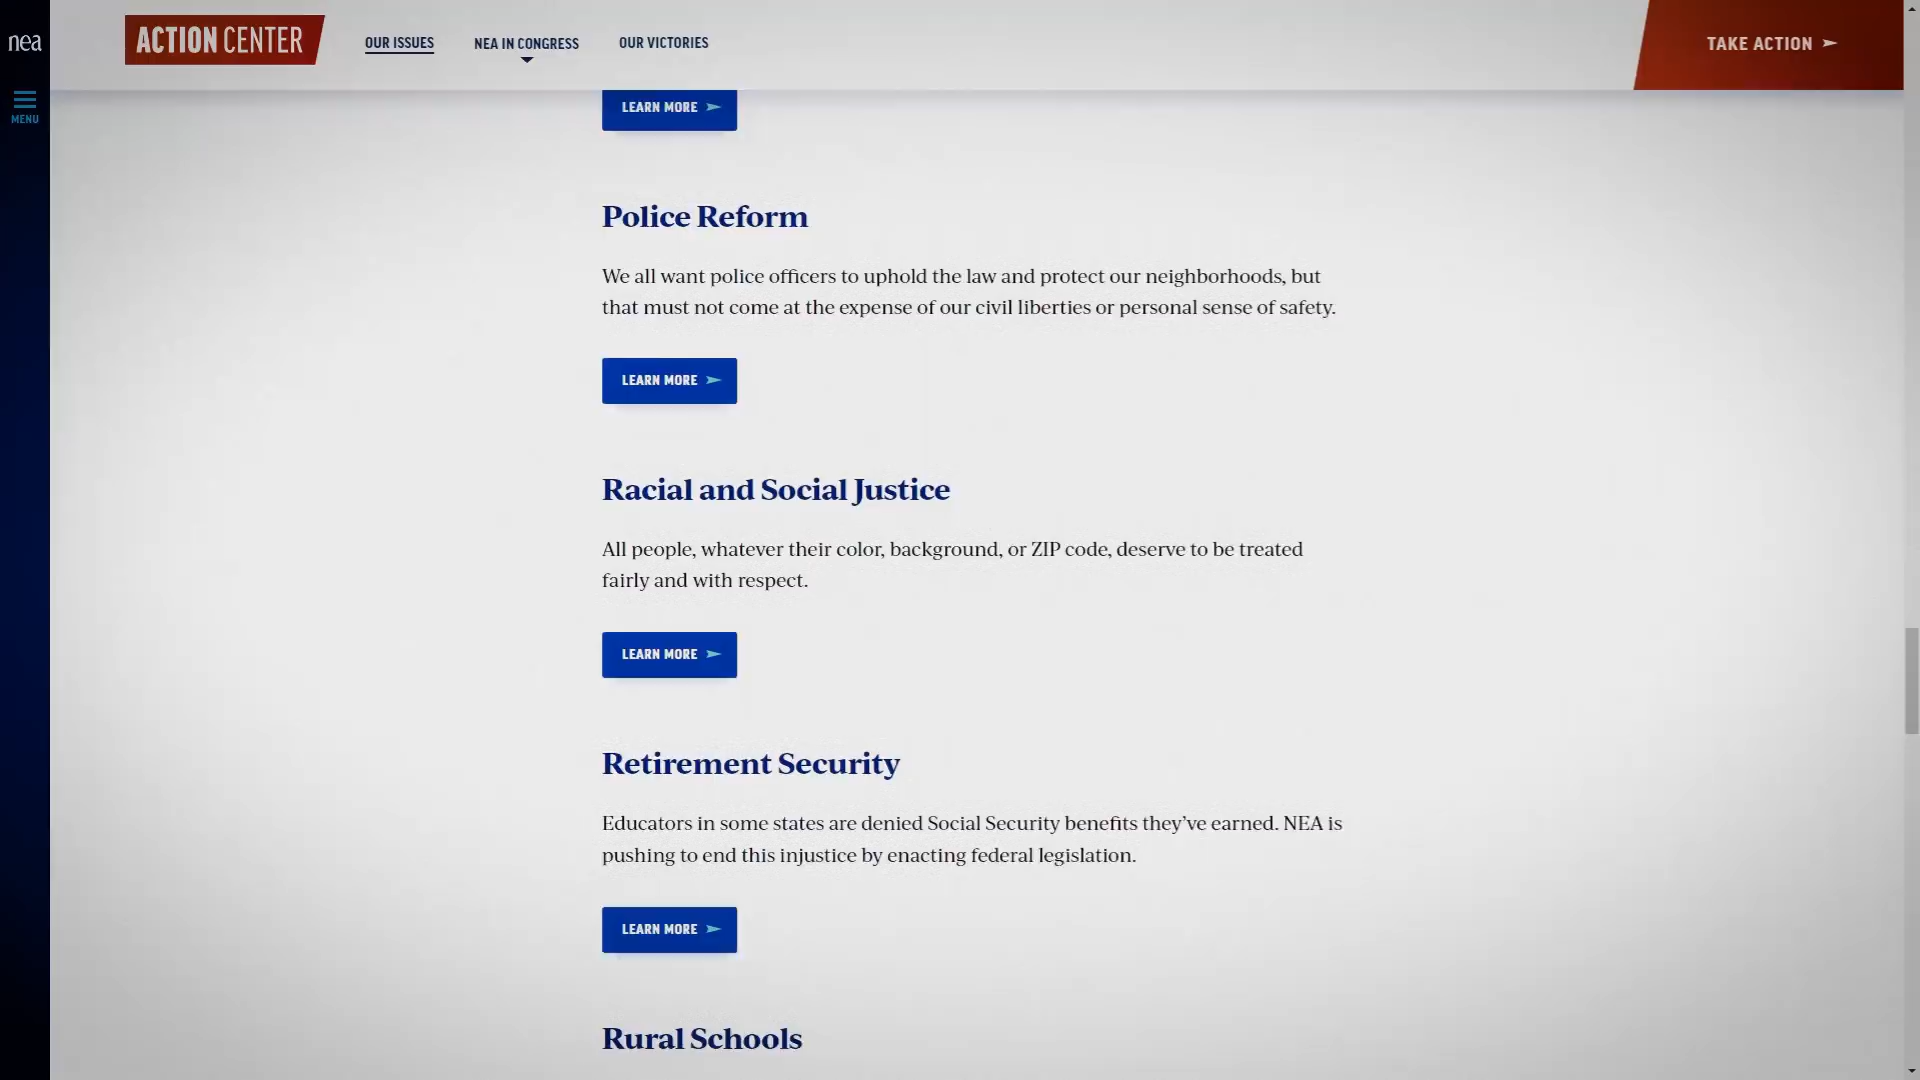 nea
MENU
ACTION CENTER
OUR ISSUES
NEA IN CONGRESS
OUR VICTORIES
TAKE ACTION
LEARN MORE
Police Reform
We all want police officers to uphold the law and protect our neighborhoods, but
that must not come at the expense of our civil liberties or personal sense of safety.
LEARN MORE
Racial and Social Justice
All people, whatever their color, background, or ZIP code, deserve to be treated
fairly and with respect.
LEARN MORE
Retirement Security
Educators in some states are denied Social Security benefits they’ve earned. NEA is
pushing to end this injustice by enacting federal legislation.
LEARN MORE
Rural Schools